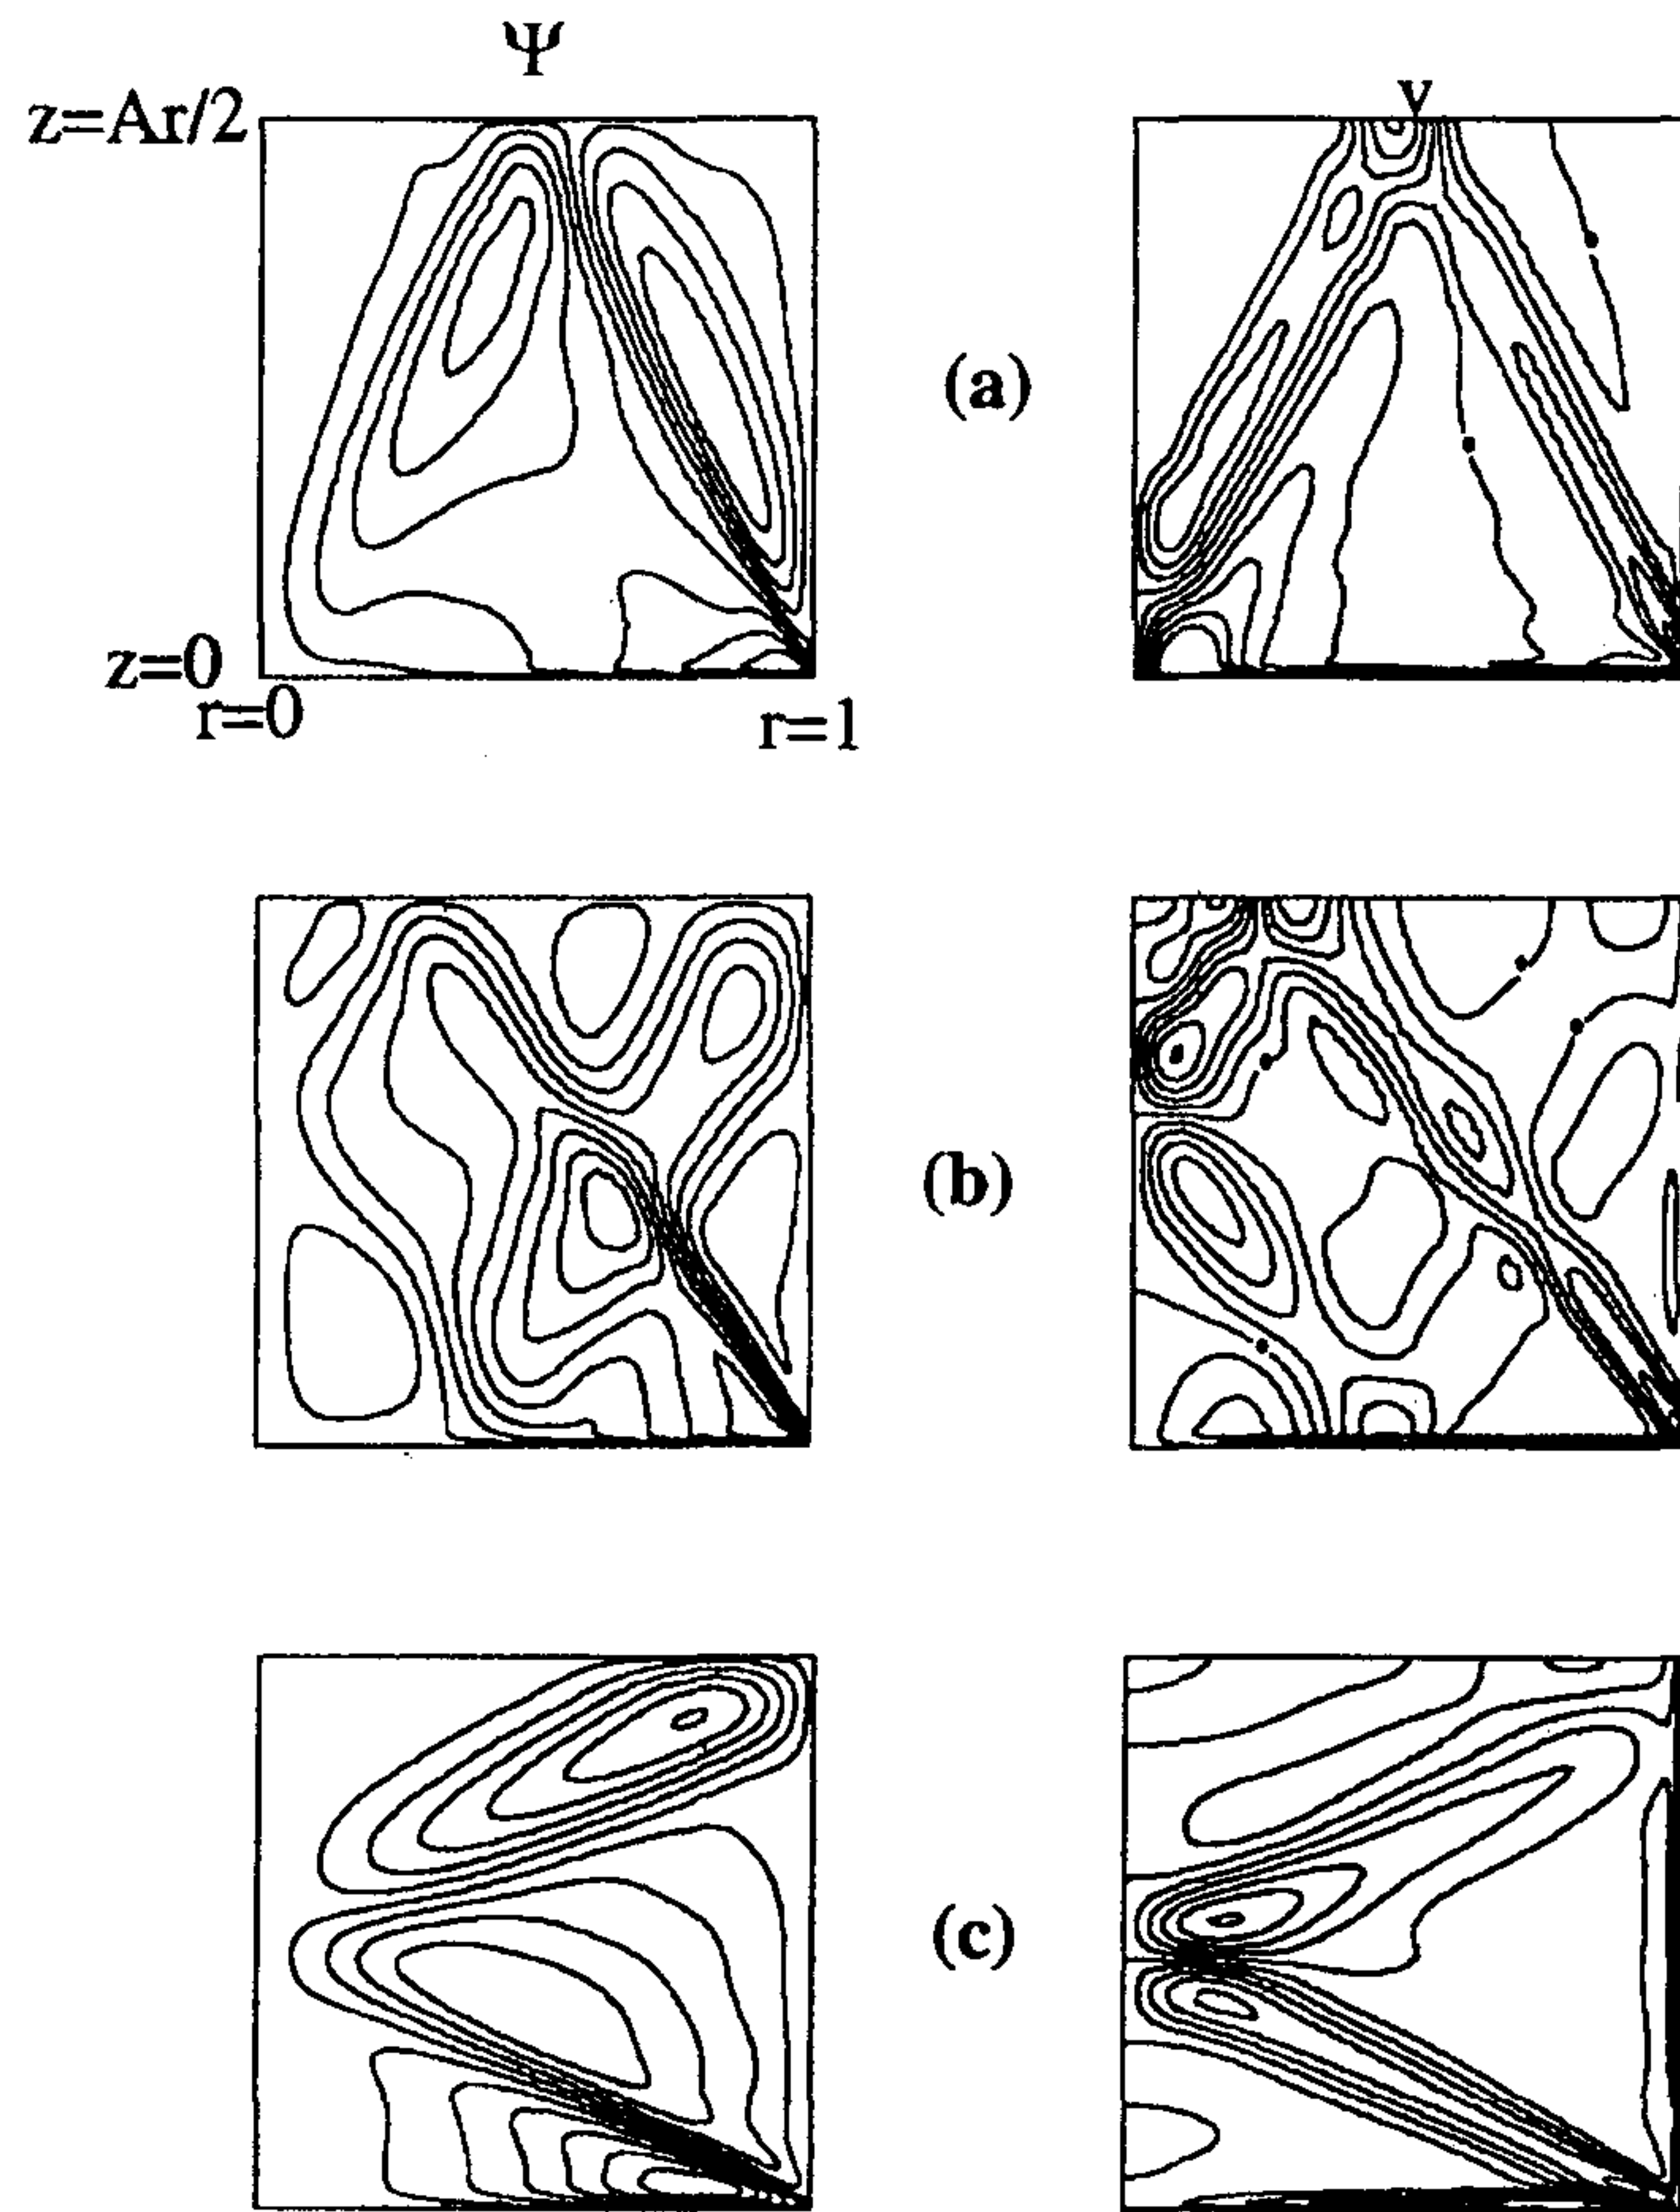 Ψ
v
z=Ar/2
(a)
z=0
r=0
r=1
(b)
(c)